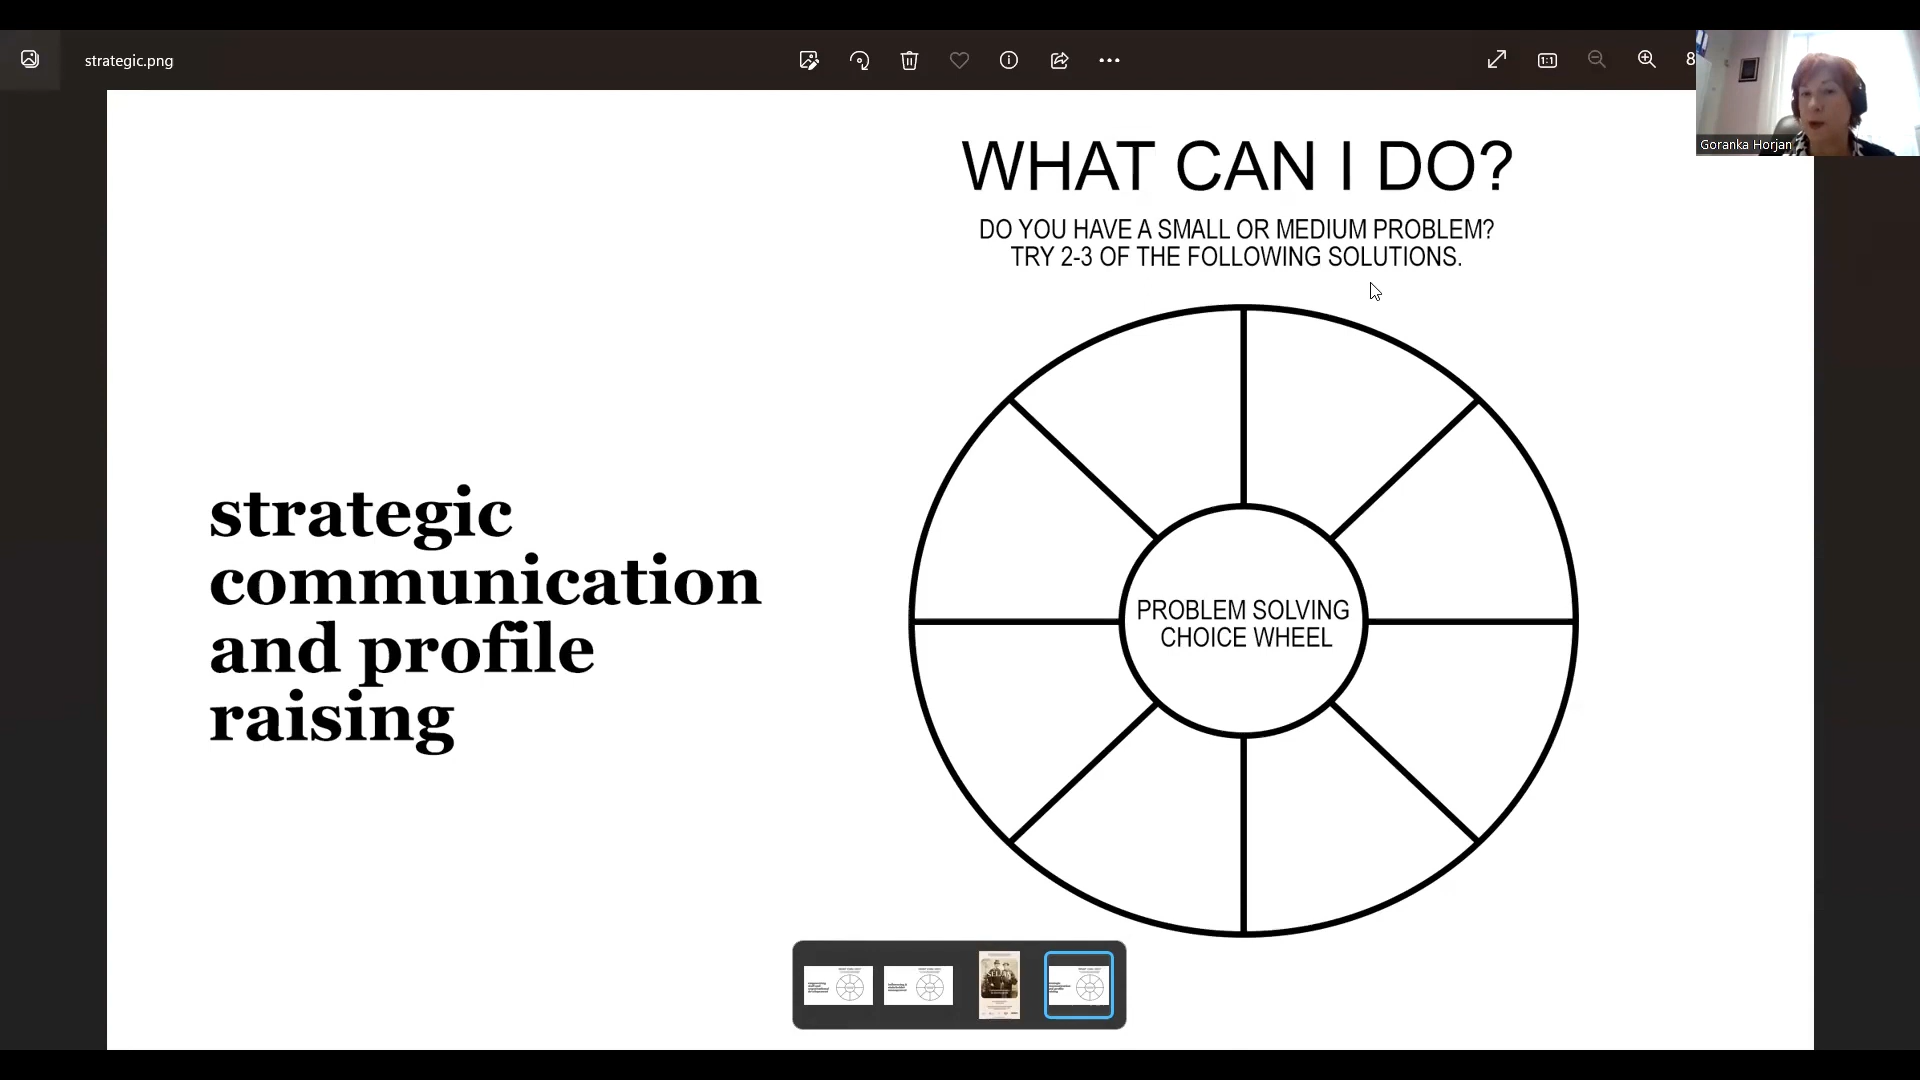 strategic.png
8
Goranka Horjan
WHAT CAN I DO?
DO YOU HAVE A SMALL OR MEDIUM PROBLEM?
TRY 2-3 OF THE FOLLOWING SOLUTIONS.
strategic
communication
and profile
raising
PROBLEM SOLVING
CHOICE WHEEL